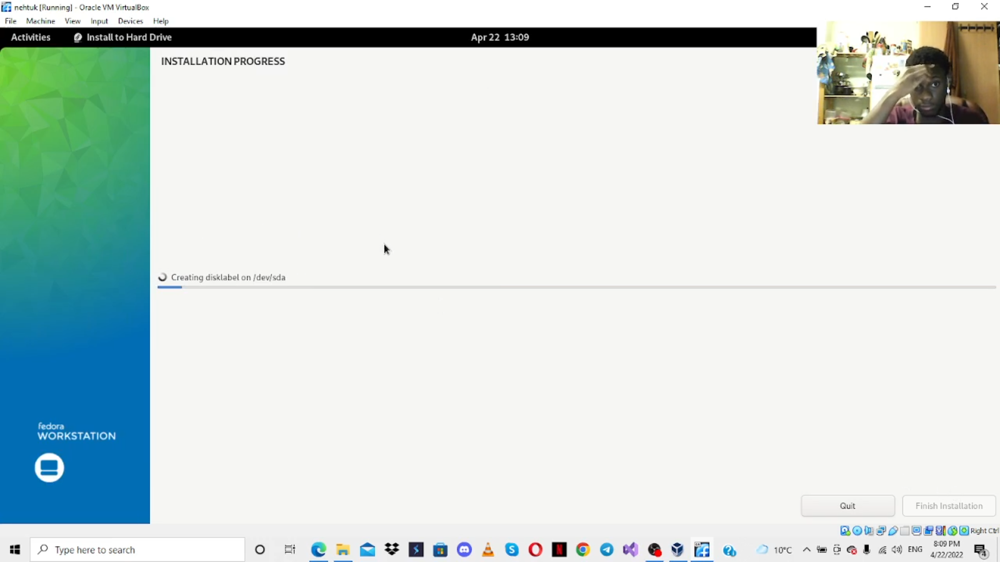 nehtuk [Running] - Oracle VM VirtualBox
File Machine View Input Devices Help
Activities Install to Hard Drive Apr 22 13:09
INSTALLATION PROGRESS
Creating disklabel on /dev/sda
fedora
WORKSTATION
Quit Finish Installation
Right Ctrl
Type here to search
10°C ENG 8:09 PM
4/22/2022
4